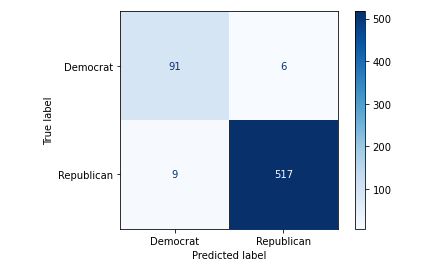 500
Democrat
91
6
400
300
True label
200
Republican
9
517
100
Democrat
Republican
Predicted label